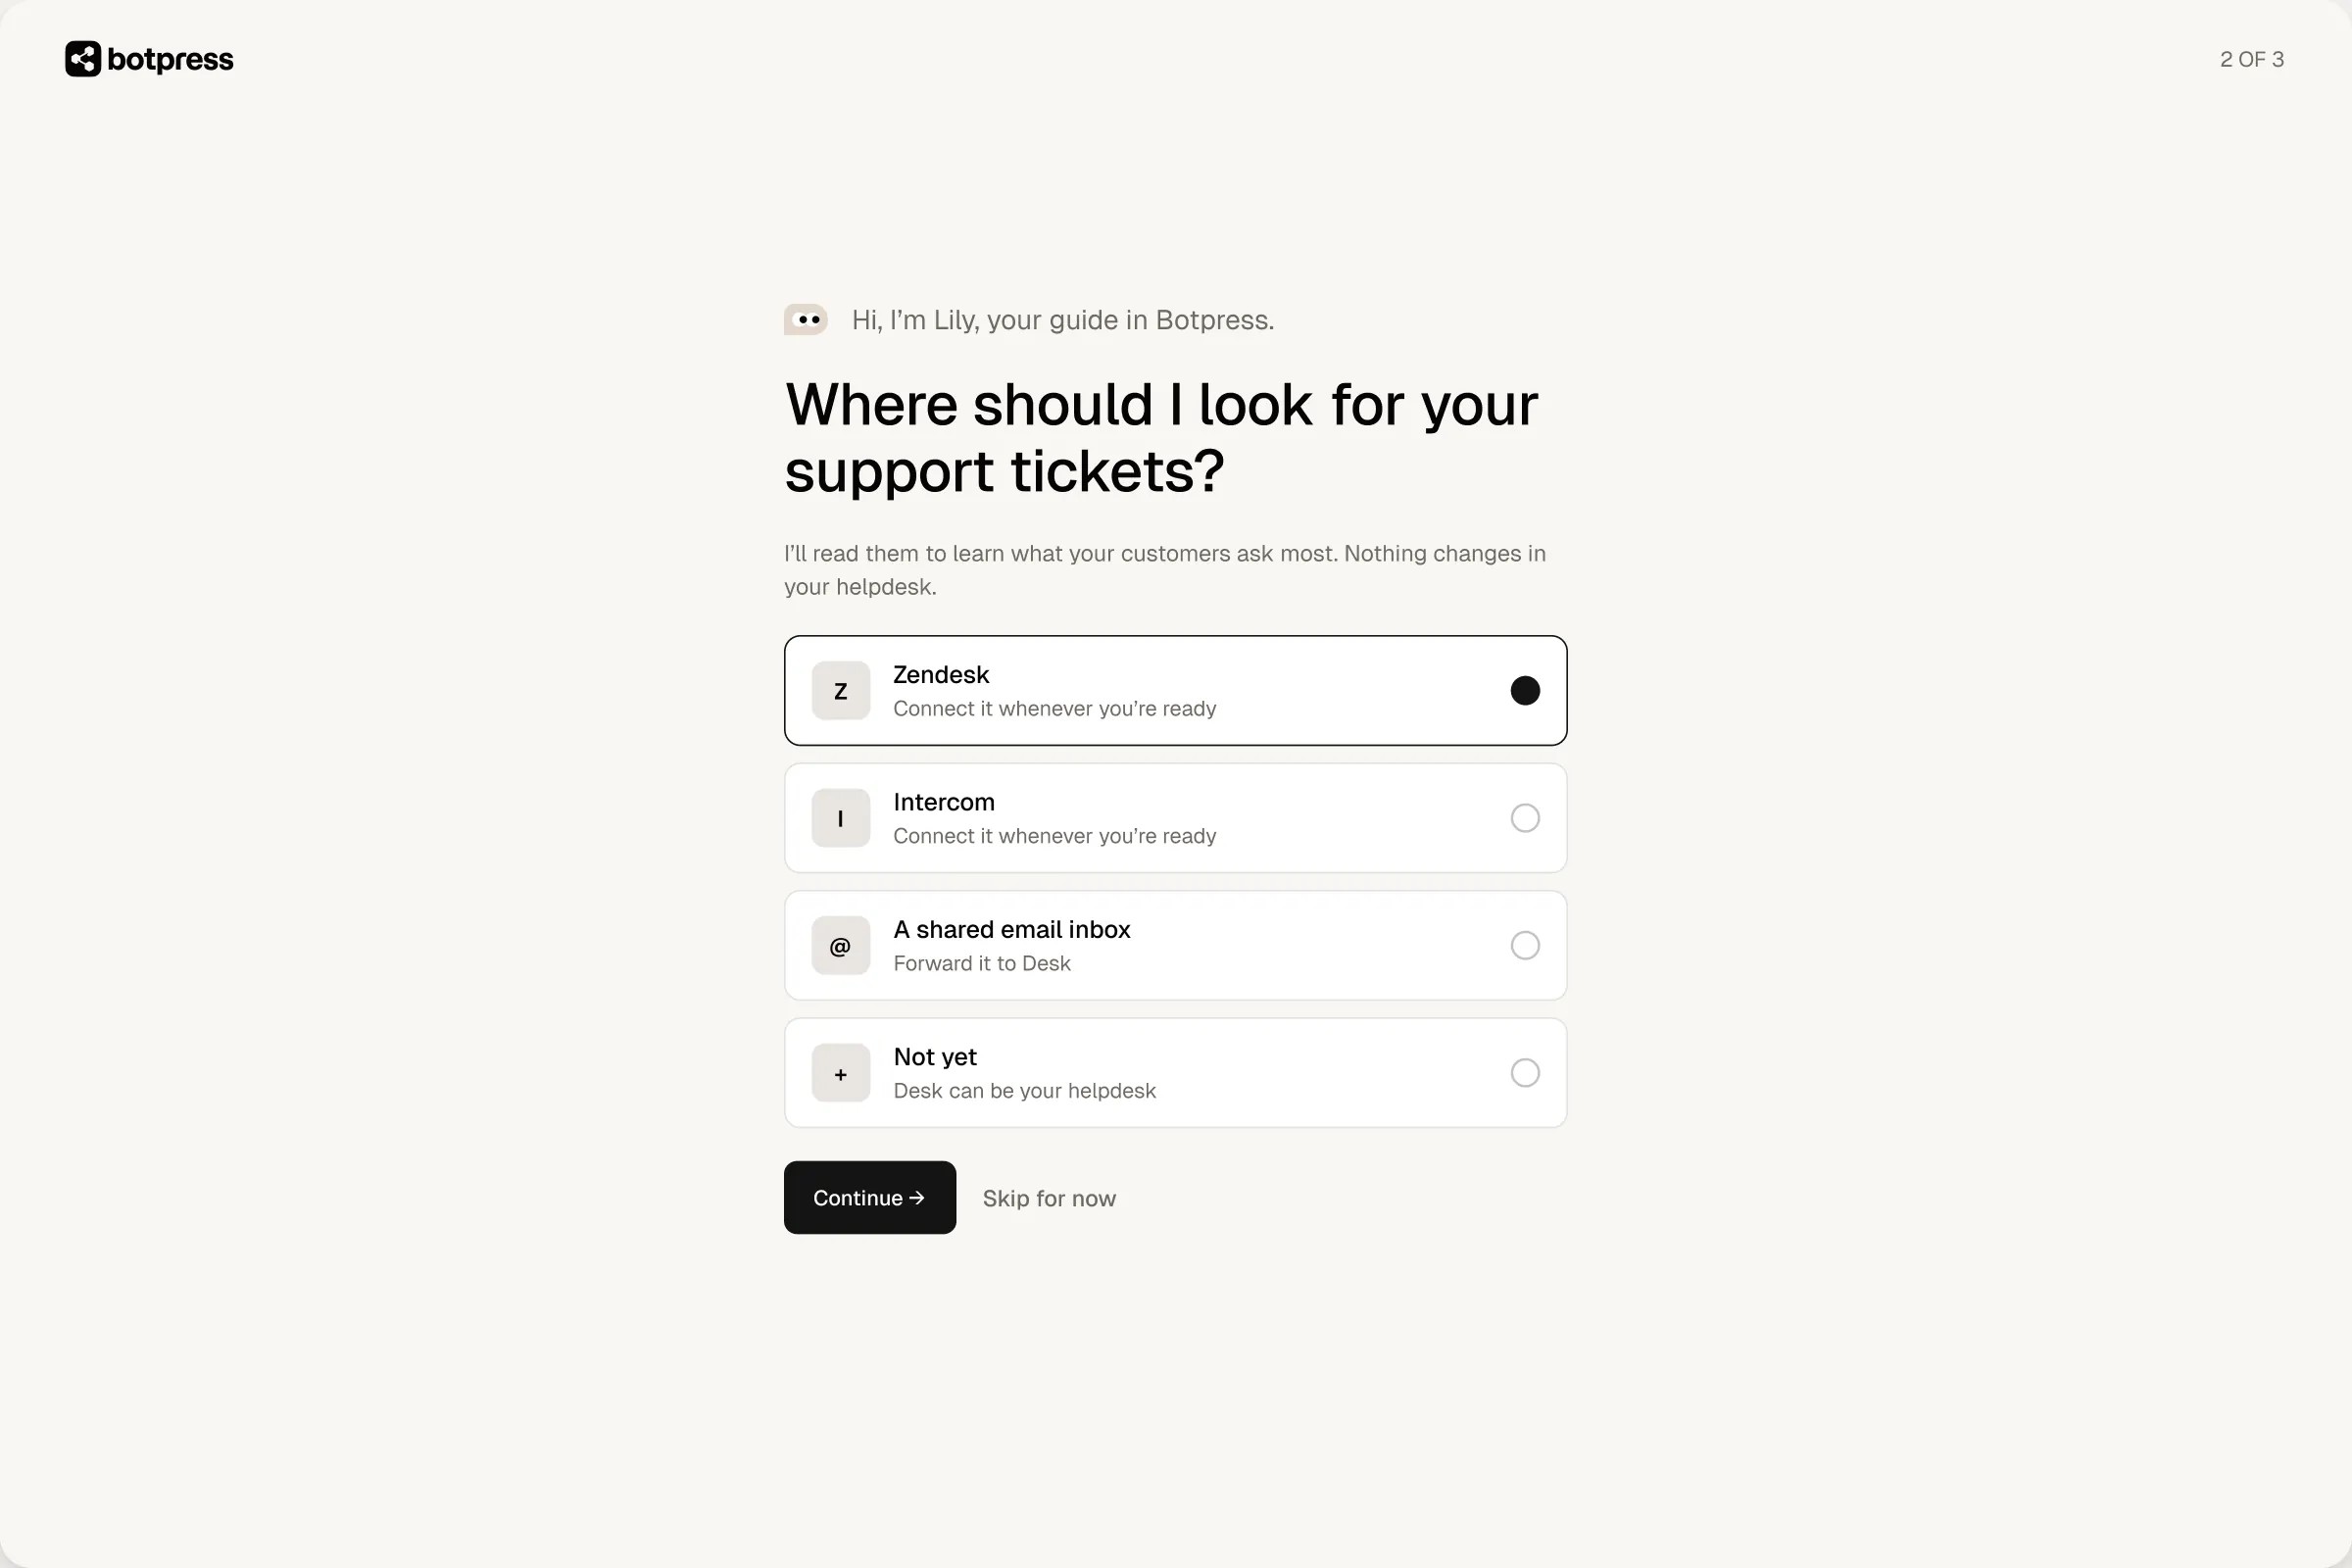 botpress
2 OF 3
Hi, I’m Lily, your guide in Botpress.
Where should I look for your
support tickets?
I’ll read them to learn what your customers ask most. Nothing changes in
your helpdesk.
Z
Zendesk
Connect it whenever you’re ready
I
Intercom
Connect it whenever you’re ready
@
A shared email inbox
Forward it to Desk
+
Not yet
Desk can be your helpdesk
Continue →
Skip for now